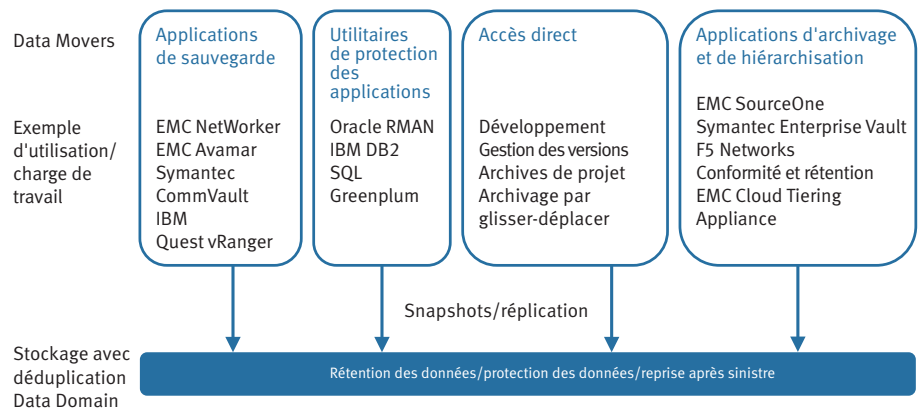 Data Movers
Applications
de sauvegarde
Utilitaires
de protection
des
applications
Accès direct
Applications d'archivage
et de hiérarchisation
Exemple
d'utilisation/
charge de
travail
EMC NetWorker
EMC Avamar
Symantec
CommVault
IBM
Quest vRanger
Oracle RMAN
IBM DB2
SQL
Greenplum
Développement
Gestion des versions
Archives de projet
Archivage par
glisser-déplacer
EMC SourceOne
Symantec Enterprise Vault
F5 Networks
Conformité et rétention
EMC Cloud Tiering
Appliance
Snapshots/réplication
Stockage avec
déduplication
Data Domain
Rétention des données/protection des données/reprise après sinistre